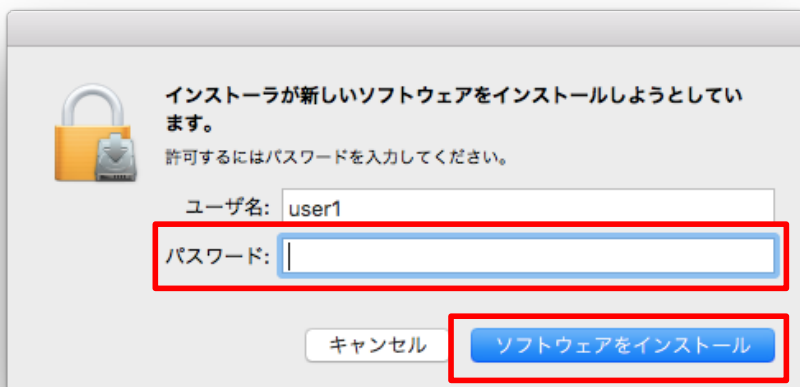 インストーラが新しいソフトウェアをインストールしようとしてい
ます。
許可するにはパスワードを入力してください。
ユーザ名: user1
パスワード:
キャンセル ソフトウェアをインストール